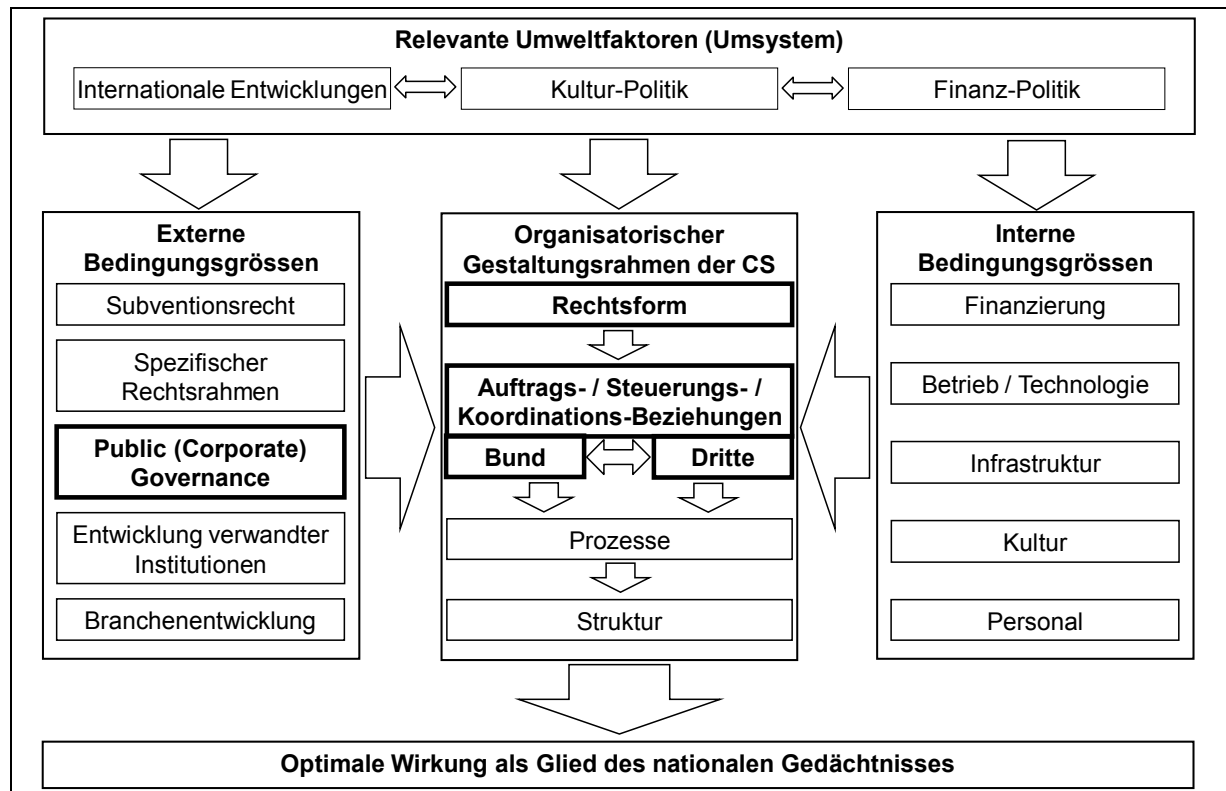 Relevante Umweltfaktoren (Umsystem)
Internationale Entwicklungen
Kultur-Politik
Finanz-Politik
Externe
Bedingungsgrössen
Subventionsrecht
Spezifischer
Rechtsrahmen
Public (Corporate)
Governance
Entwicklung verwandter
Institutionen
Branchenentwicklung
Organisatorischer
Gestaltungsrahmen der CS
Rechtsform
Auftrags- / Steuerungs- /
Koordinations-Beziehungen
Bund
Dritte
Prozesse
Struktur
Interne
Bedingungsgrössen
Finanzierung
Betrieb / Technologie
Infrastruktur
Kultur
Personal
Optimale Wirkung als Glied des nationalen Gedächtnisses